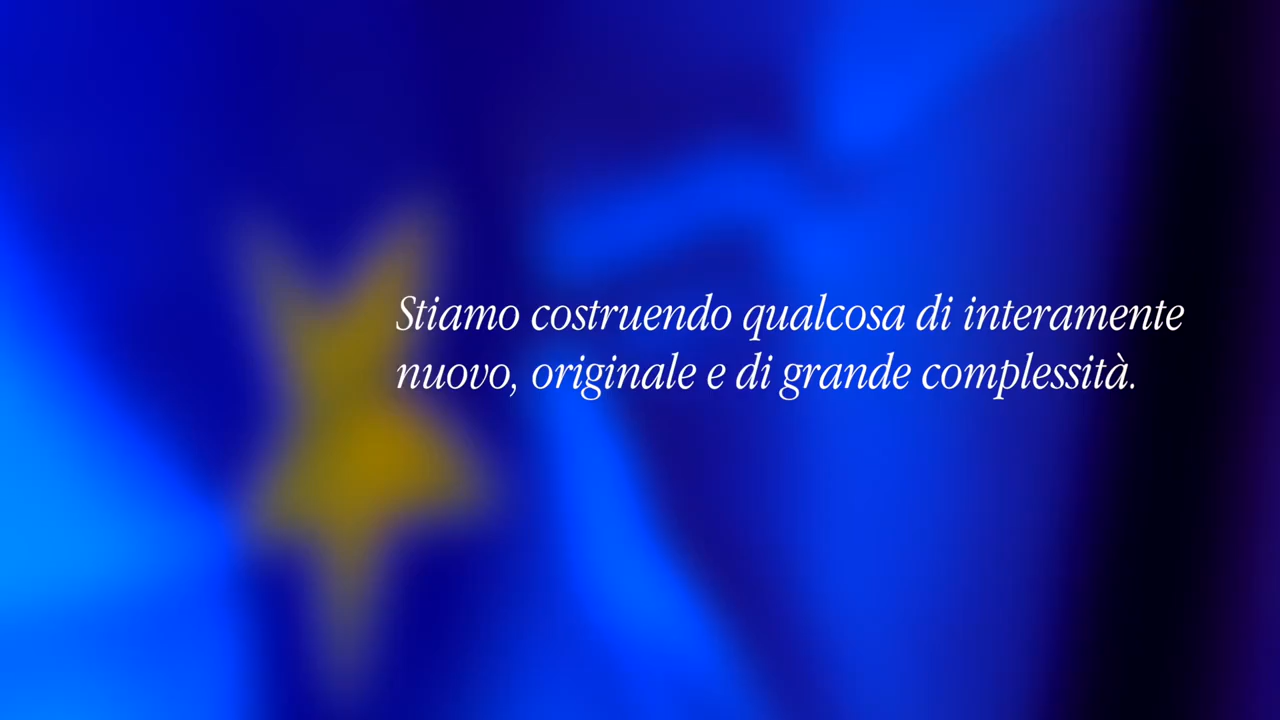 Stiamo costruendo qualcosa di interamente
nuovo, originale e di grande complessità.